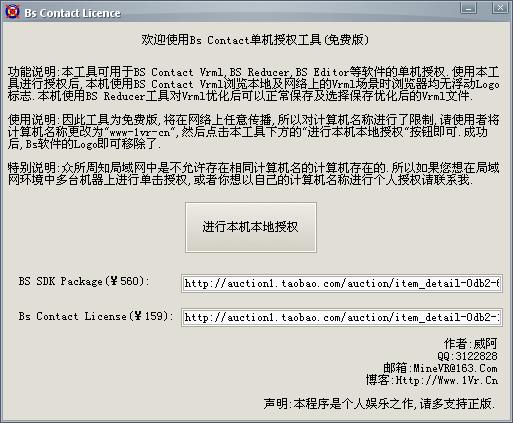 Bs Contact Licence
欢迎使用Bs Contact单机授权工具(免费版)
功能说明:本工具可用于BS Contact Vrml,BS Reducer,BS Editor等软件的单机授权.使用本工
具进行授权后,本机使用BS Contact Vrml浏览本地及网络上的Vrml场景时浏览器均无浮动Logo
标志.本机使用BS Reducer工具对Vrml优化后可以正常保存及选择保存优化后的Vrml文件.
使用说明:因此工具为免费版,将在网络上任意传播,所以对计算机名称进行了限制,请使用者将
计算机名称更改为"www-1vr-cn",然后点击本工具下方的"进行本机本地授权"按钮即可.成功
后,Bs软件的Logo即可移除了.
特别说明:众所周知局域网中是不允许存在相同计算机名的计算机存在的.所以如果您想在局域
网环境中多台机器上进行单击授权,或者你想以自己的计算机名称进行个人授权请联系我.
进行本机本地授权
BS SDK Package(¥560):
http://auction1.taobao.com/auction/item_detail-0db2-6
Bs Contact License(¥159):
http://auction1.taobao.com/auction/item_detail-0db2-
作者:威阿
QQ:3122828
邮箱:MineVR@163.Com
博客:Http://Www.1Vr.Cn
声明:本程序是个人娱乐之作,请多支持正版.